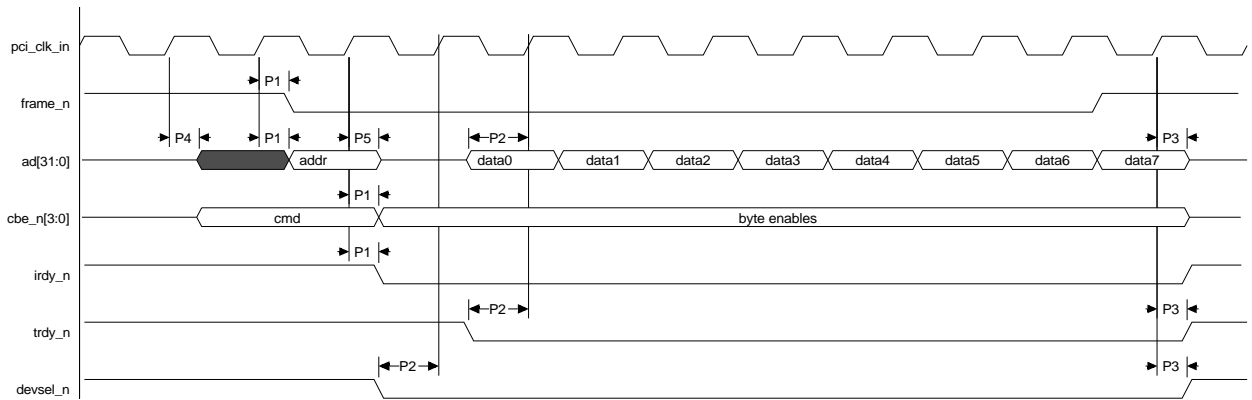 pci_clk_in
P1
frame_n
P4 P1 P5 P2 P3
ad[31:0] addr data0 data1 data2 data3 data4 data5 data6 data7
P1
cbe_n[3:0] cmd byte enables
P1
irdy_n
P2 P3
trdy_n
P2 P3
devsel_n